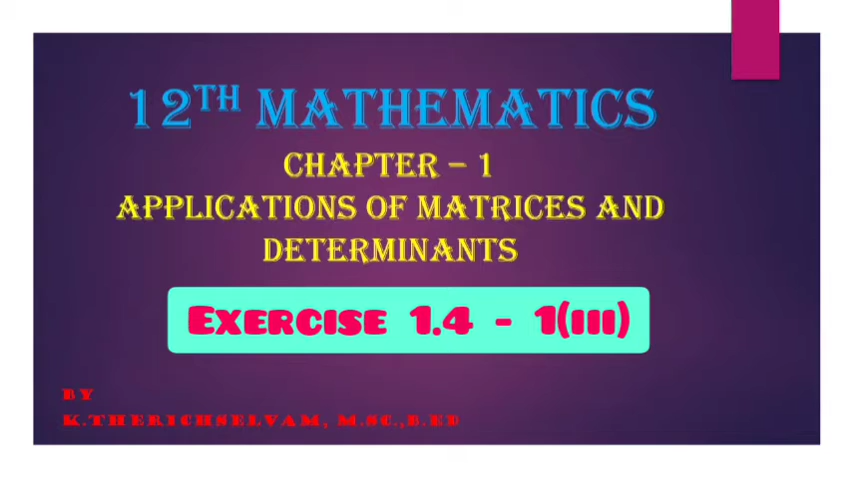 12TH MATHEMATICS
CHAPTER – 1
APPLICATIONS OF MATRICES AND
DETERMINANTS
EXERCISE 1.4 - 1(III)
BY
K.THERICHSELVAM, M.SC.,B.ED